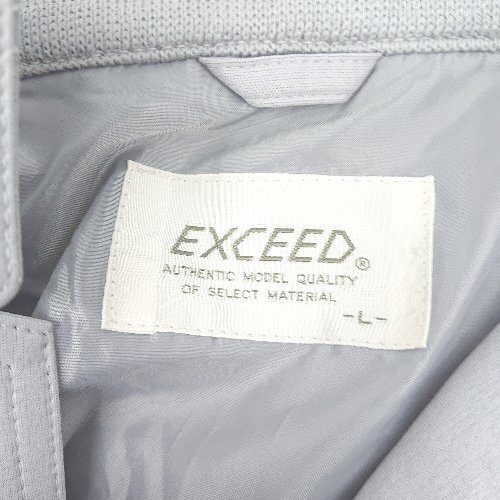 EXCEED®
AUTHENTIC MODEL QUALITY
OF SELECT MATERIAL
-L-